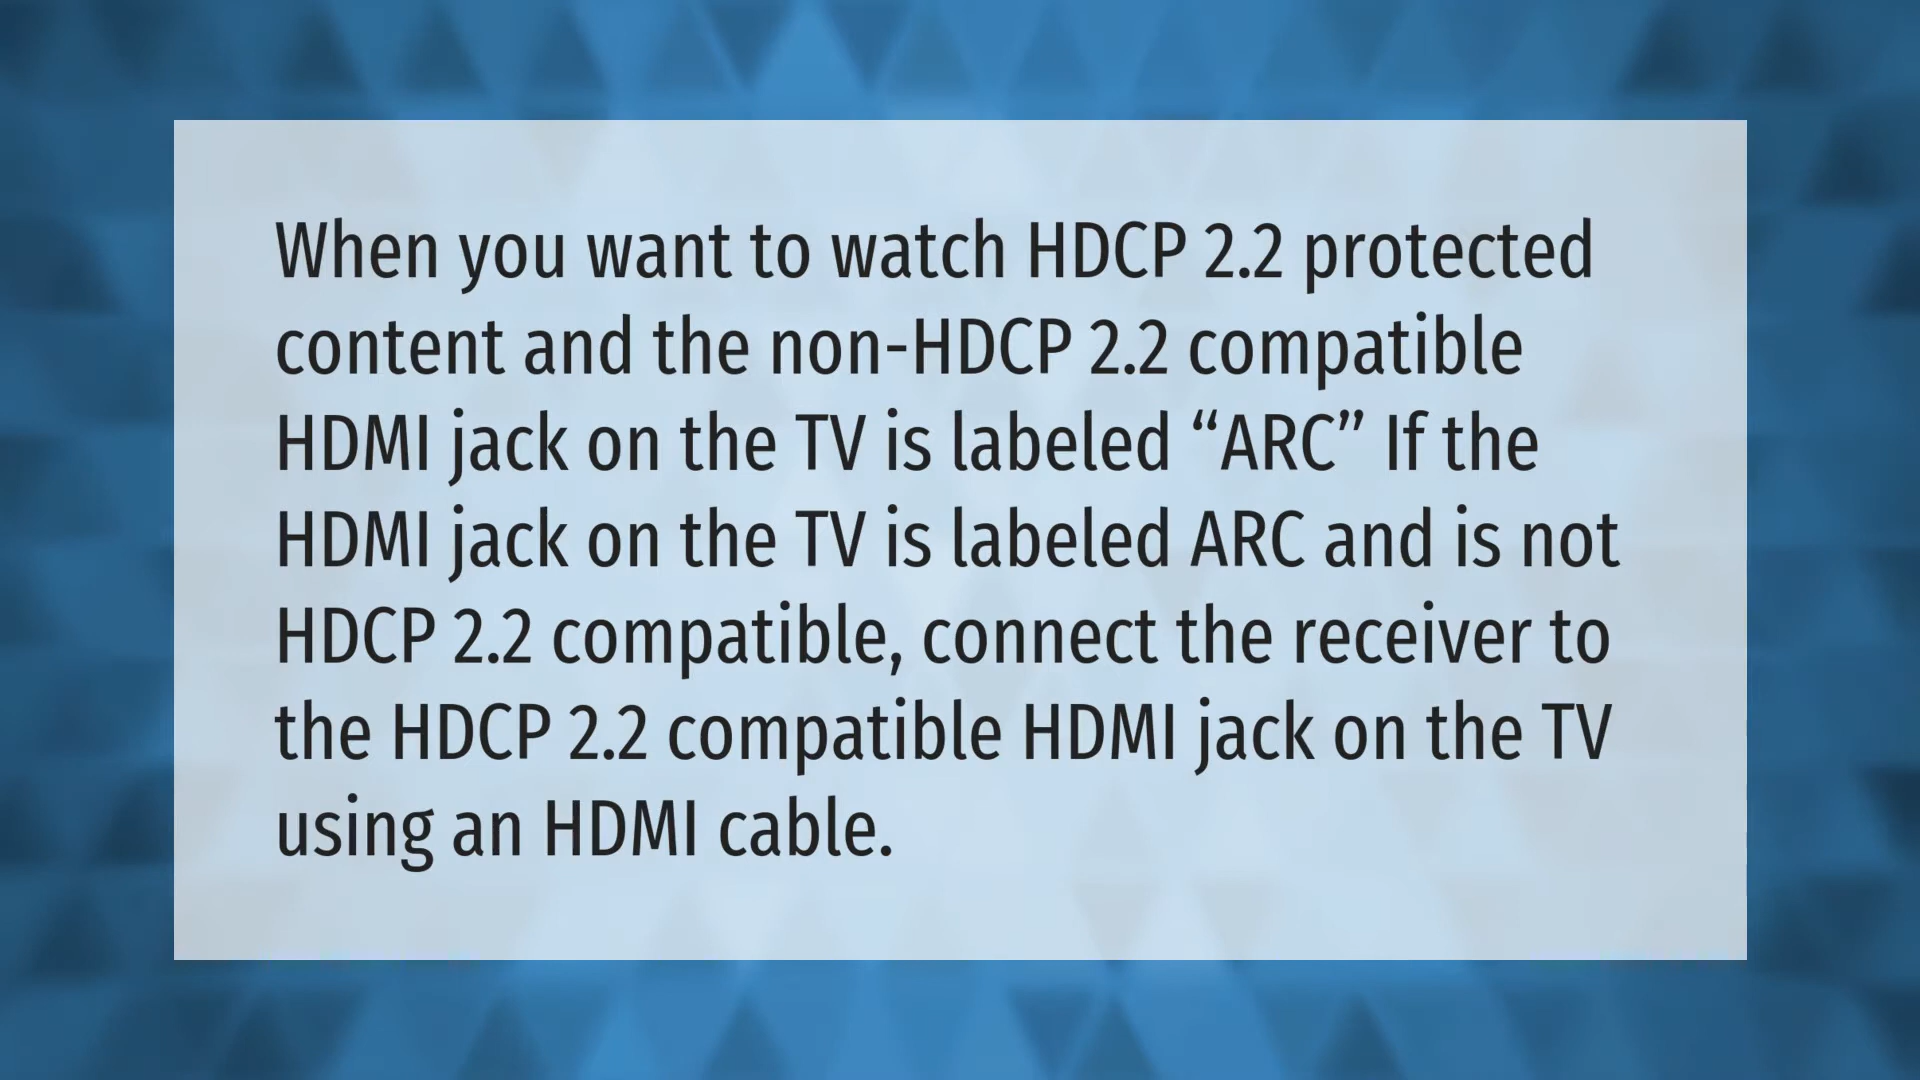 When you want to watch HDCP 2.2 protected
content and the non-HDCP 2.2 compatible
HDMI jack on the TV is labeled “ARC” If the
HDMI jack on the TV is labeled ARC and is not
HDCP 2.2 compatible, connect the receiver to
the HDCP 2.2 compatible HDMI jack on the TV
using an HDMI cable.